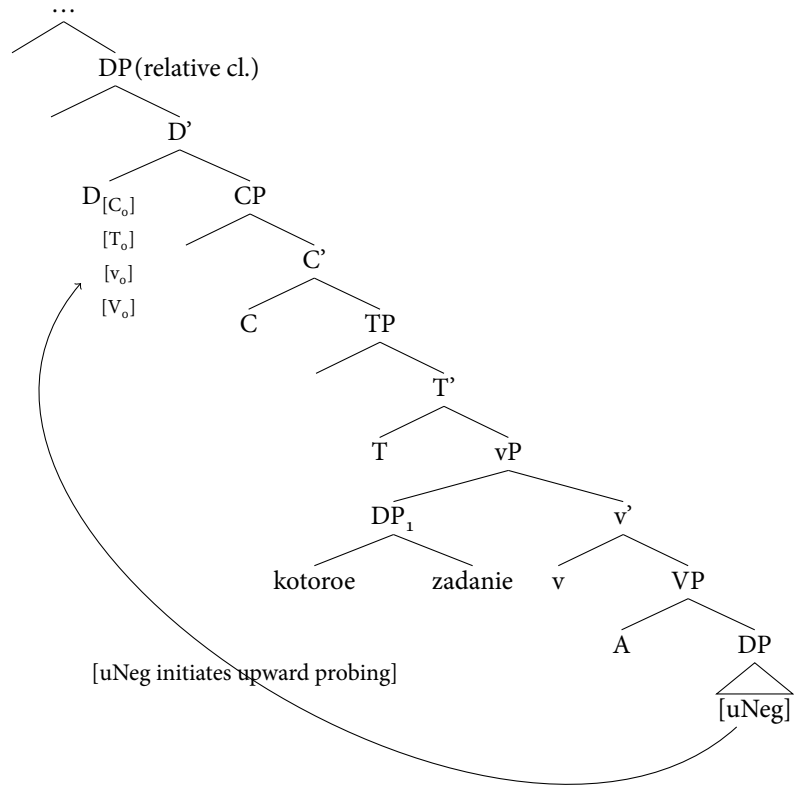 ...
DP(relative cl.)
D’
D[Cₒ] CP
[Tₒ]
C’
[vₒ]
[Vₒ]
C TP
T’
T vP
DP₁ v’
kotoroe zadanie v VP
A DP
[uNeg initiates upward probing]
[uNeg]